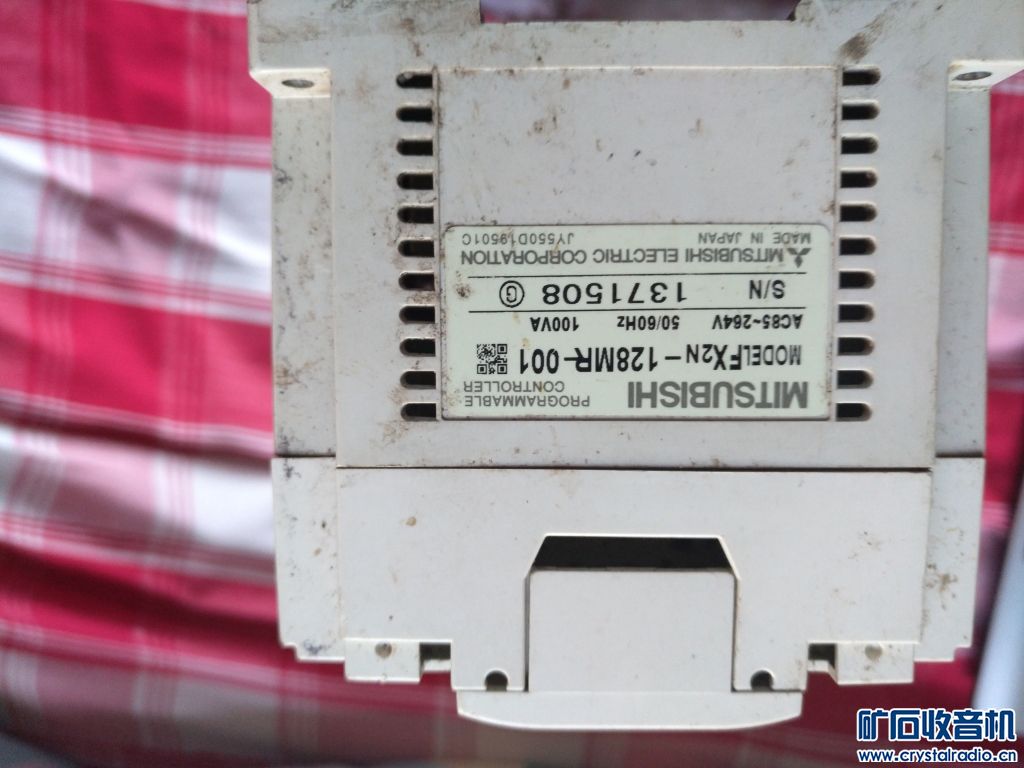 MITSUBISHI PROGRAMMABLE CONTROLLER
MODEL FX2N-128MR-001
AC85~264V 50/60Hz 100VA
S/N 1371508 G
MITSUBISHI ELECTRIC CORPORATION
MADE IN JAPAN JY550D19501C
矿石收音机
www.crystalradio.cn